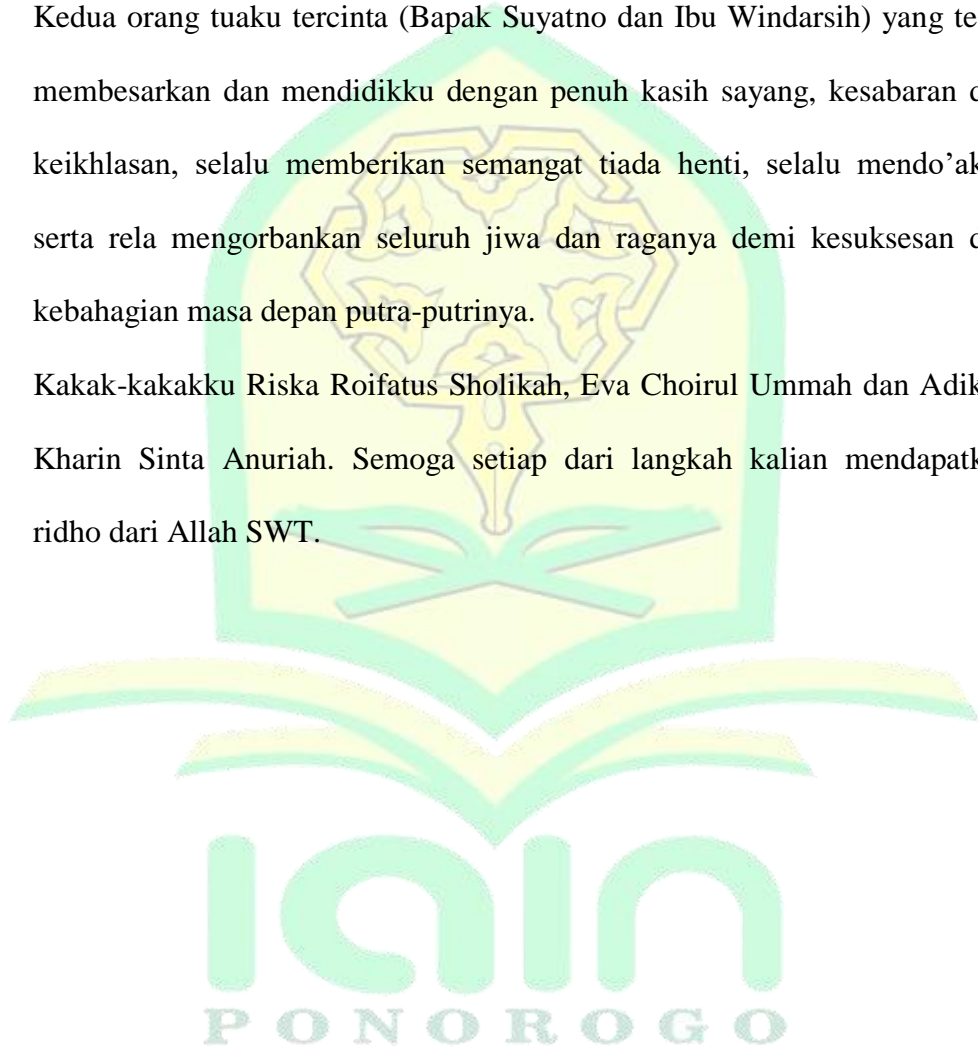 Kedua orang tuaku tercinta (Bapak Suyatno dan Ibu Windarsih) yang
membesarkan dan mendidikku dengan penuh kasih sayang, kesabaran
keikhlasan, selalu memberikan semangat tiada henti, selalu
serta rela mengorbankan seluruh jiwa dan raganya demi kesuksesan
kebahagian masa depan putra-putrinya.
Kakak-kakakku Riska Roifatus Sholikah, Eva Choirul Ummah dan
Kharin Sinta Anuriah. Semoga setiap dari langkah kalian
ridho dari Allah SWT.
iain
PONOROGO